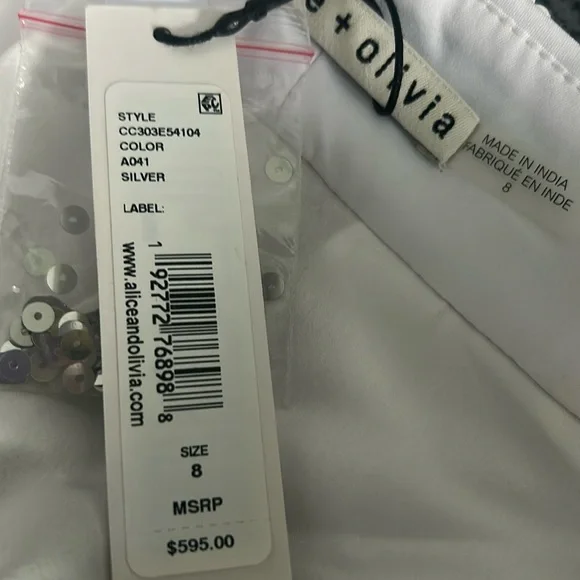 STYLE
CC303E54104
COLOR
A041
SILVER
LABEL:
1 92772 76898 8
www.aliceandolivia.com
SIZE
8
MSRP
$595.00
e + olivia
MADE IN INDIA
FABRIQUÉ EN INDE
8